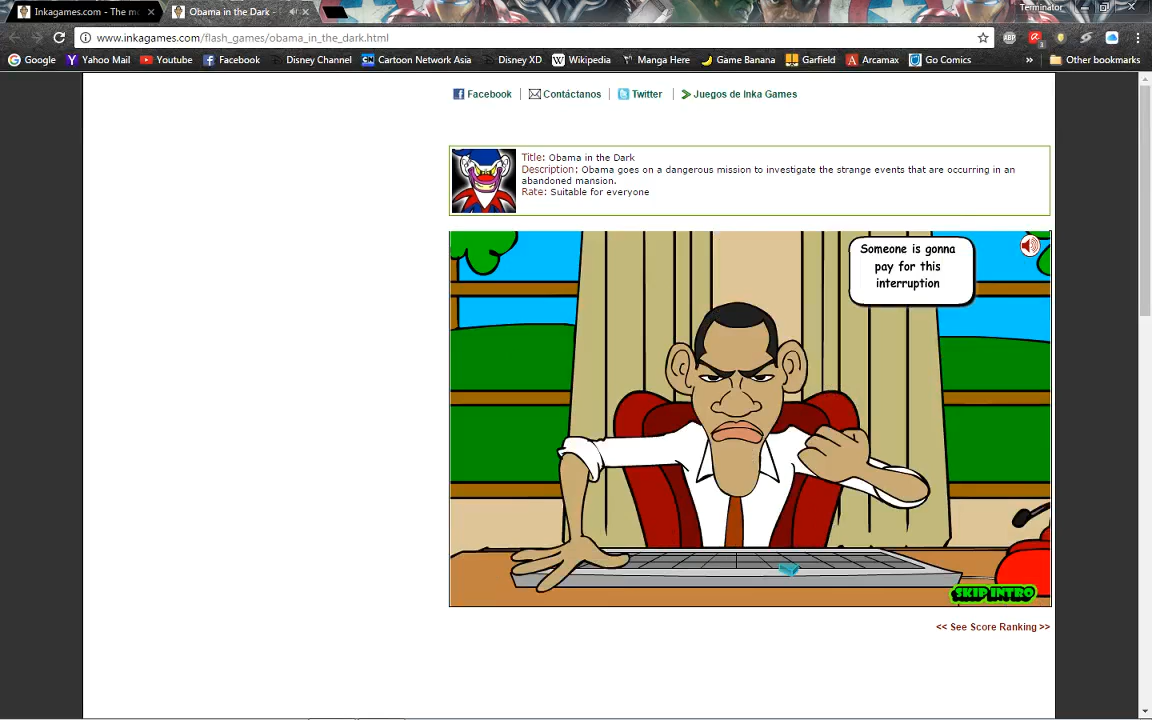 Inkagames.com - The m
Obama in the Dark -
Terminator
www.inkagames.com/flash_games/obama_in_the_dark.html
ABP
3
Google
Yahoo Mail
Youtube
Facebook
Disney Channel
CN Cartoon Network Asia
Disney XD
W Wikipedia
Manga Here
Game Banana
Garfield
A Arcamax
Go Comics
»
Other bookmarks
Facebook
Contáctanos
Twitter
Juegos de Inka Games
Title: Obama in the Dark
Description: Obama goes on a dangerous mission to investigate the strange events that are occurring in an
abandoned mansion.
Rate: Suitable for everyone
Someone is gonna
pay for this
interruption
SKIP INTRO
<< See Score Ranking >>